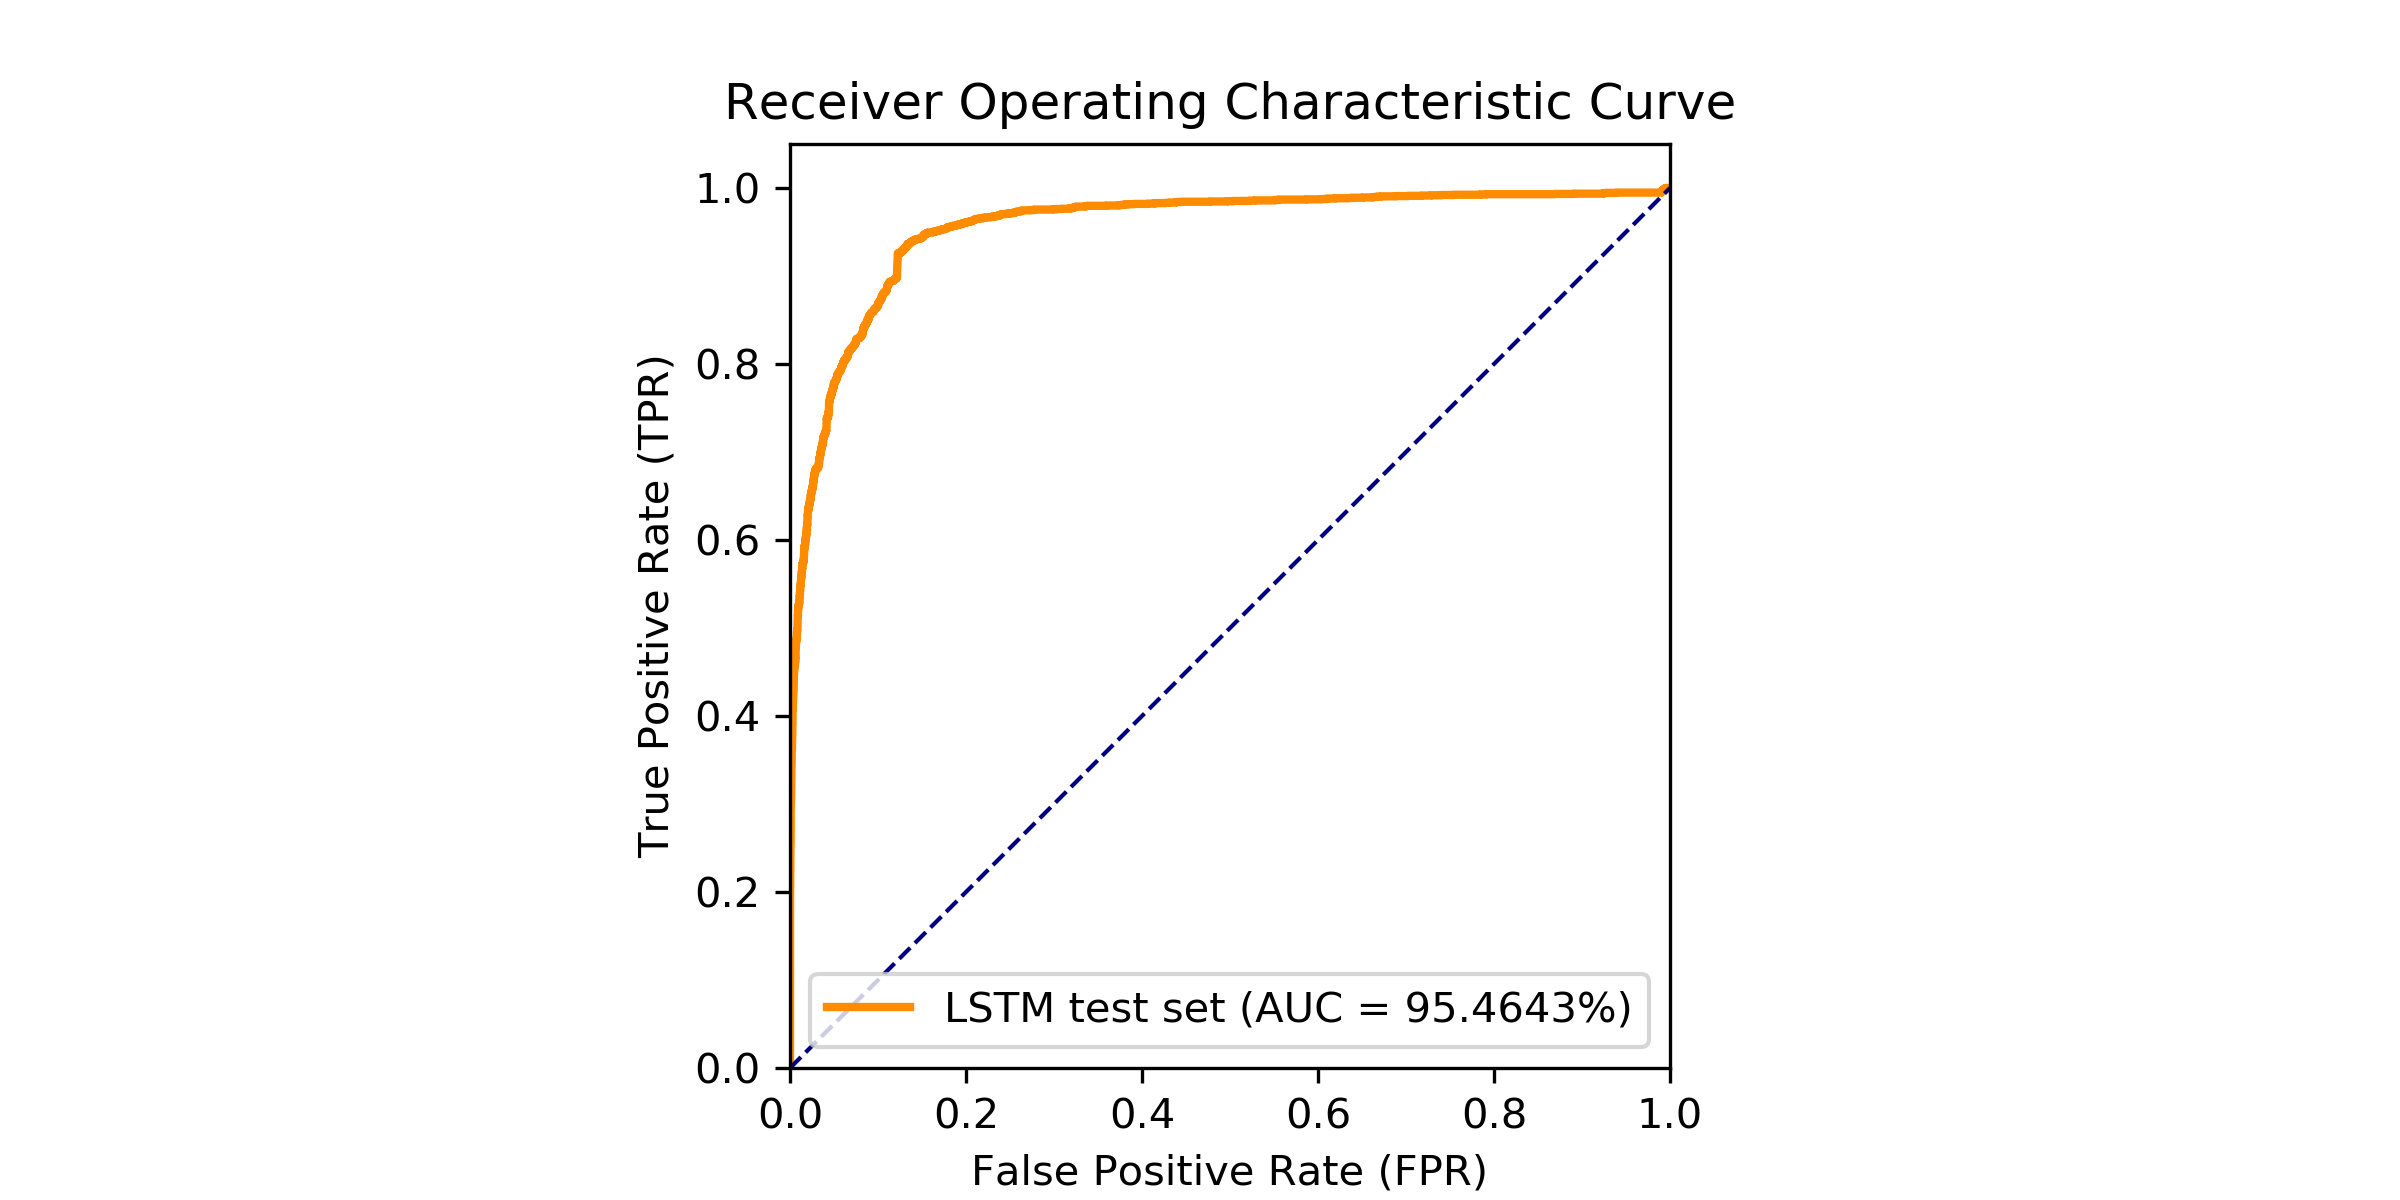 Receiver Operating Characteristic Curve
True Positive Rate (TPR)
1.0
0.8
0.6
0.4
0.2
0.0
LSTM test set (AUC = 95.4643%)
0.0 0.2 0.4 0.6 0.8 1.0
False Positive Rate (FPR)